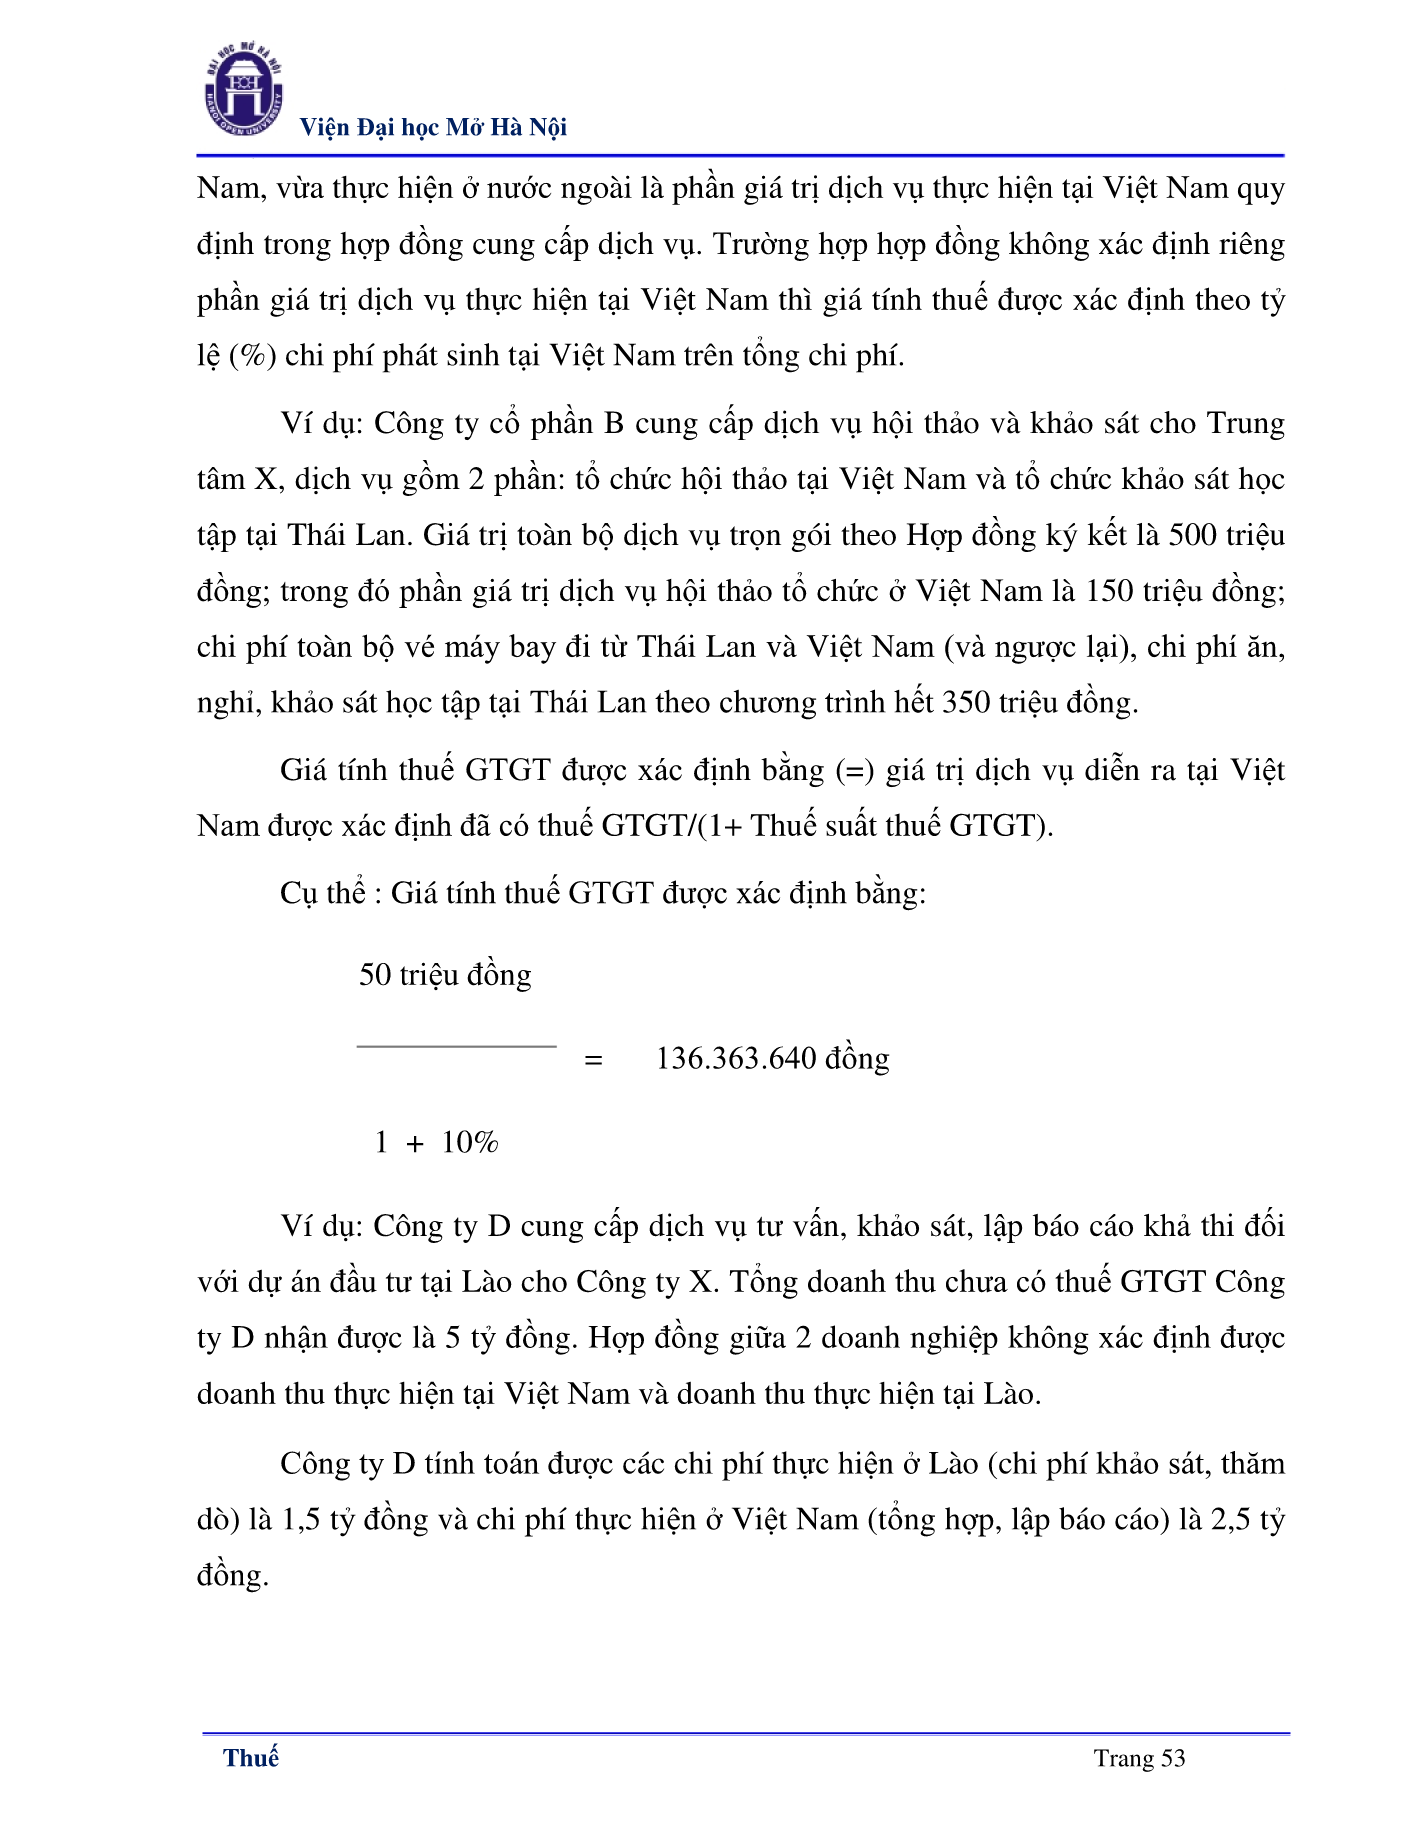 ĐẠI HỌC MỞ HÀ NỘI
HANOI OPEN UNIVERSITY
Viện Đại học Mở Hà Nội
Nam, vừa thực hiện ở nước ngoài là phần giá trị dịch vụ thực hiện tại Việt Nam quy
định trong hợp đồng cung cấp dịch vụ. Trường hợp hợp đồng không xác định riêng
phần giá trị dịch vụ thực hiện tại Việt Nam thì giá tính thuế được xác định theo tỷ
lệ (%) chi phí phát sinh tại Việt Nam trên tổng chi phí.
Ví dụ: Công ty cổ phần B cung cấp dịch vụ hội thảo và khảo sát cho Trung
tâm X, dịch vụ gồm 2 phần: tổ chức hội thảo tại Việt Nam và tổ chức khảo sát học
tập tại Thái Lan. Giá trị toàn bộ dịch vụ trọn gói theo Hợp đồng ký kết là 500 triệu
đồng; trong đó phần giá trị dịch vụ hội thảo tổ chức ở Việt Nam là 150 triệu đồng;
chi phí toàn bộ vé máy bay đi từ Thái Lan và Việt Nam (và ngược lại), chi phí ăn,
nghỉ, khảo sát học tập tại Thái Lan theo chương trình hết 350 triệu đồng.
Giá tính thuế GTGT được xác định bằng (=) giá trị dịch vụ diễn ra tại Việt
Nam được xác định đã có thuế GTGT/(1+ Thuế suất thuế GTGT).
Cụ thể : Giá tính thuế GTGT được xác định bằng:
50 triệu đồng
= 136.363.640 đồng
1 + 10%
Ví dụ: Công ty D cung cấp dịch vụ tư vấn, khảo sát, lập báo cáo khả thi đối
với dự án đầu tư tại Lào cho Công ty X. Tổng doanh thu chưa có thuế GTGT Công
ty D nhận được là 5 tỷ đồng. Hợp đồng giữa 2 doanh nghiệp không xác định được
doanh thu thực hiện tại Việt Nam và doanh thu thực hiện tại Lào.
Công ty D tính toán được các chi phí thực hiện ở Lào (chi phí khảo sát, thăm
dò) là 1,5 tỷ đồng và chi phí thực hiện ở Việt Nam (tổng hợp, lập báo cáo) là 2,5 tỷ
đồng.
Thuế
Trang 53